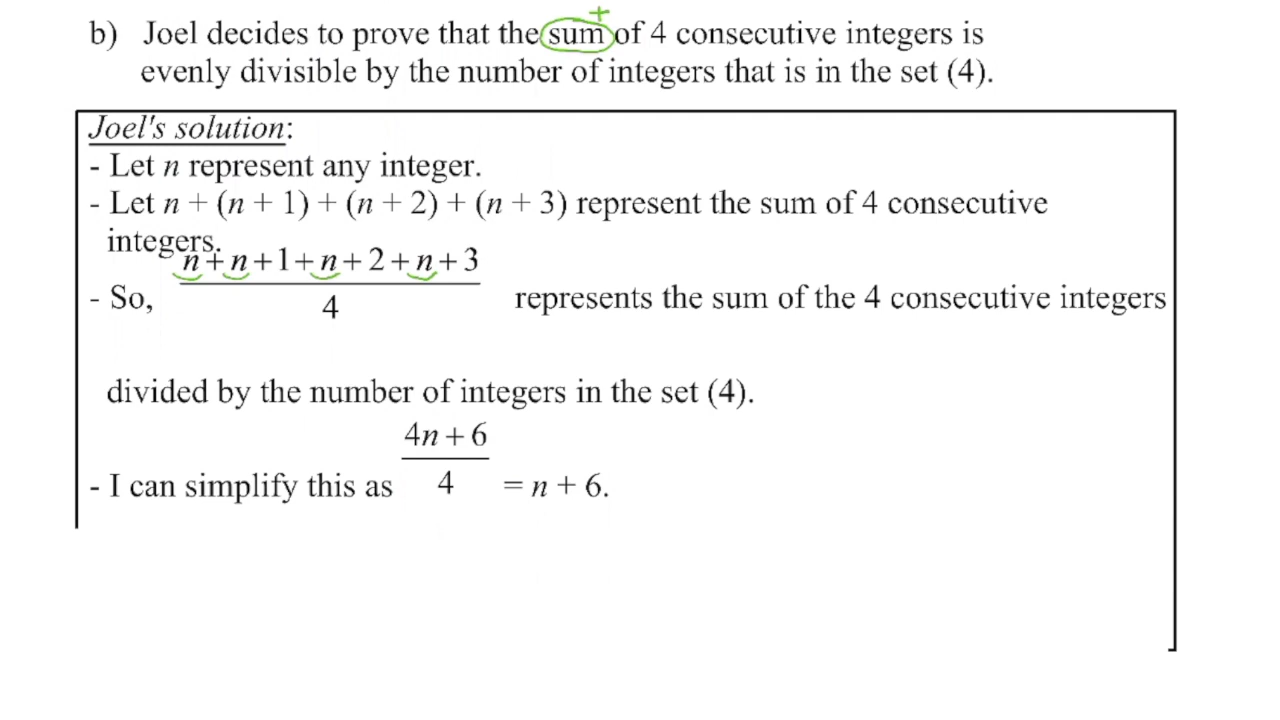 +
b) Joel decides to prove that the sum of 4 consecutive integers is
evenly divisible by the number of integers that is in the set (4).
Joel's solution:
- Let n represent any integer.
- Let n + (n + 1) + (n + 2) + (n + 3) represent the sum of 4 consecutive
integers.
n+n+1+n+2+n+3
- So, 4 represents the sum of the 4 consecutive integers
divided by the number of integers in the set (4).
4n+6
- I can simplify this as 4 = n + 6.